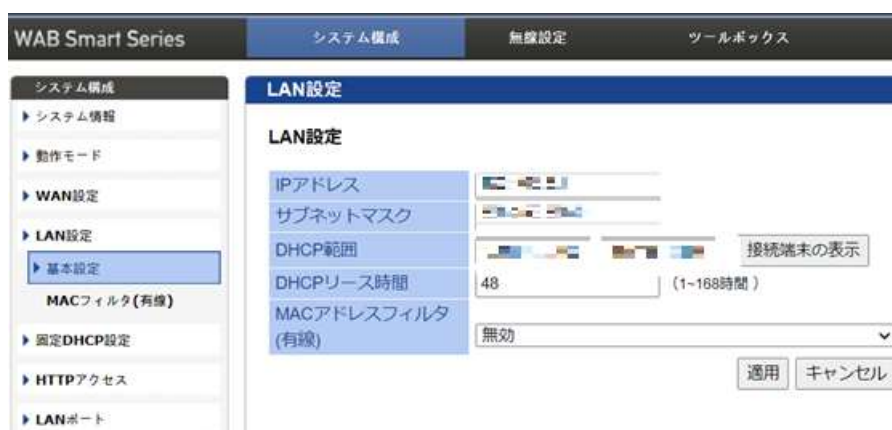 WAB Smart Series
システム構成
無線設定
ツールボックス
システム構成
システム情報
動作モード
WAN設定
LAN設定
基本設定
MACフィルタ(有線)
固定DHCP設定
HTTPアクセス
LANポート
LAN設定
LAN設定
IPアドレス
サブネットマスク
DHCP範囲
接続端末の表示
DHCPリース時間
48
(1~168時間 )
MACアドレスフィルタ
(有線)
無効
適用
キャンセル